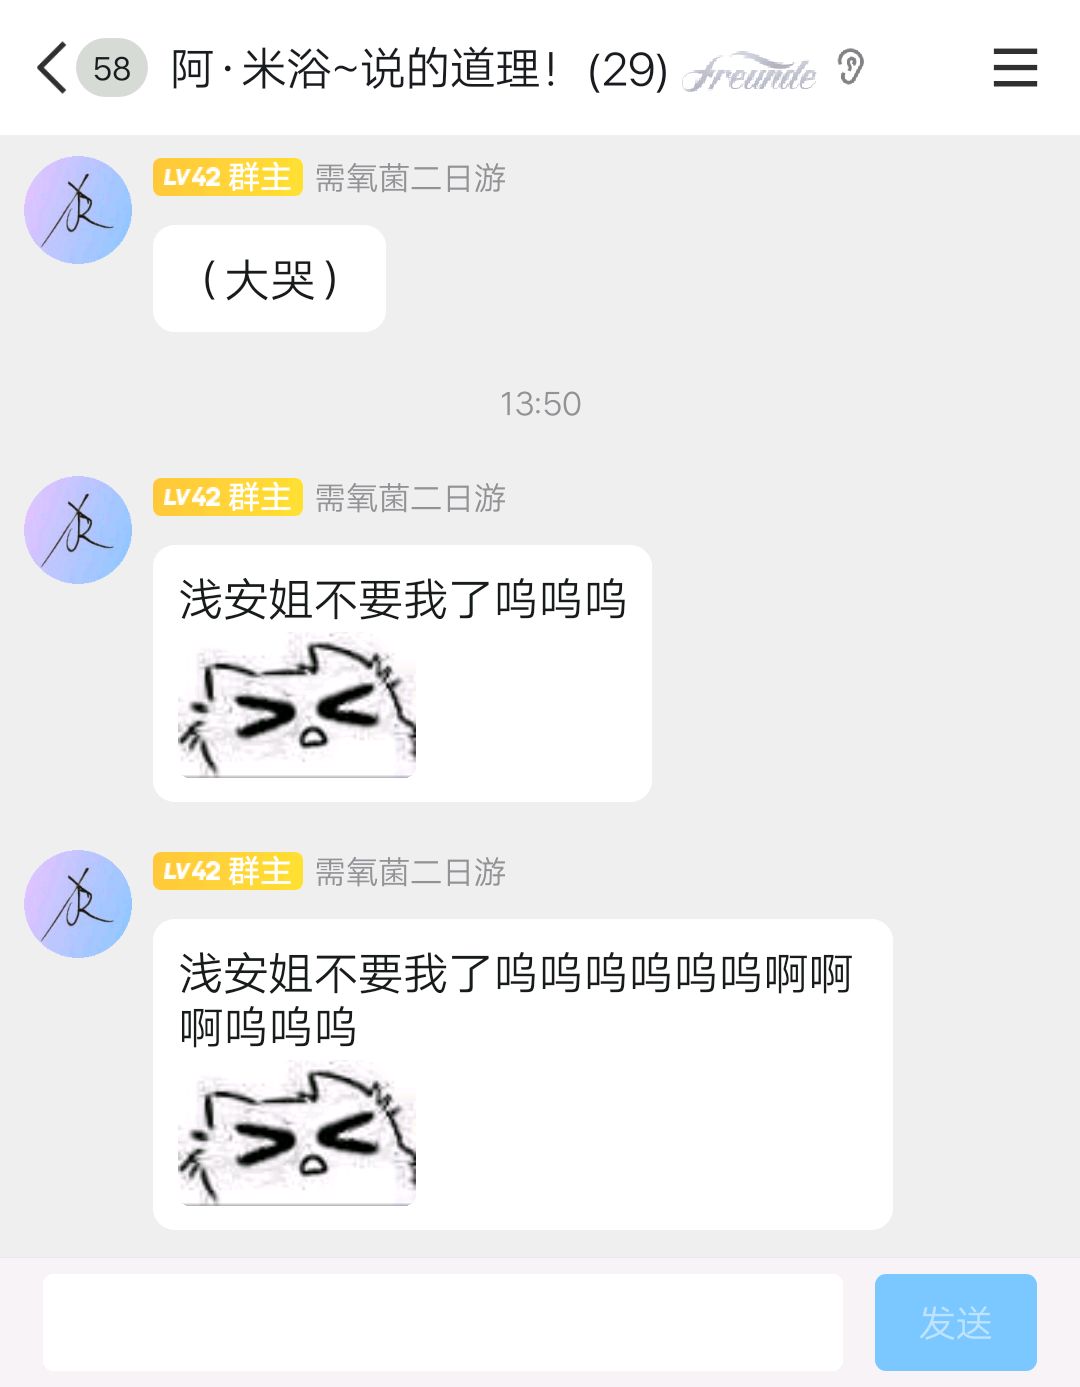 58 阿·米浴~说的道理！(29) Freunde
LV42 群主 需氧菌二日游
（大哭）
13:50
LV42 群主 需氧菌二日游
浅安姐不要我了呜呜呜
LV42 群主 需氧菌二日游
浅安姐不要我了呜呜呜呜呜呜啊啊
啊呜呜呜
发送